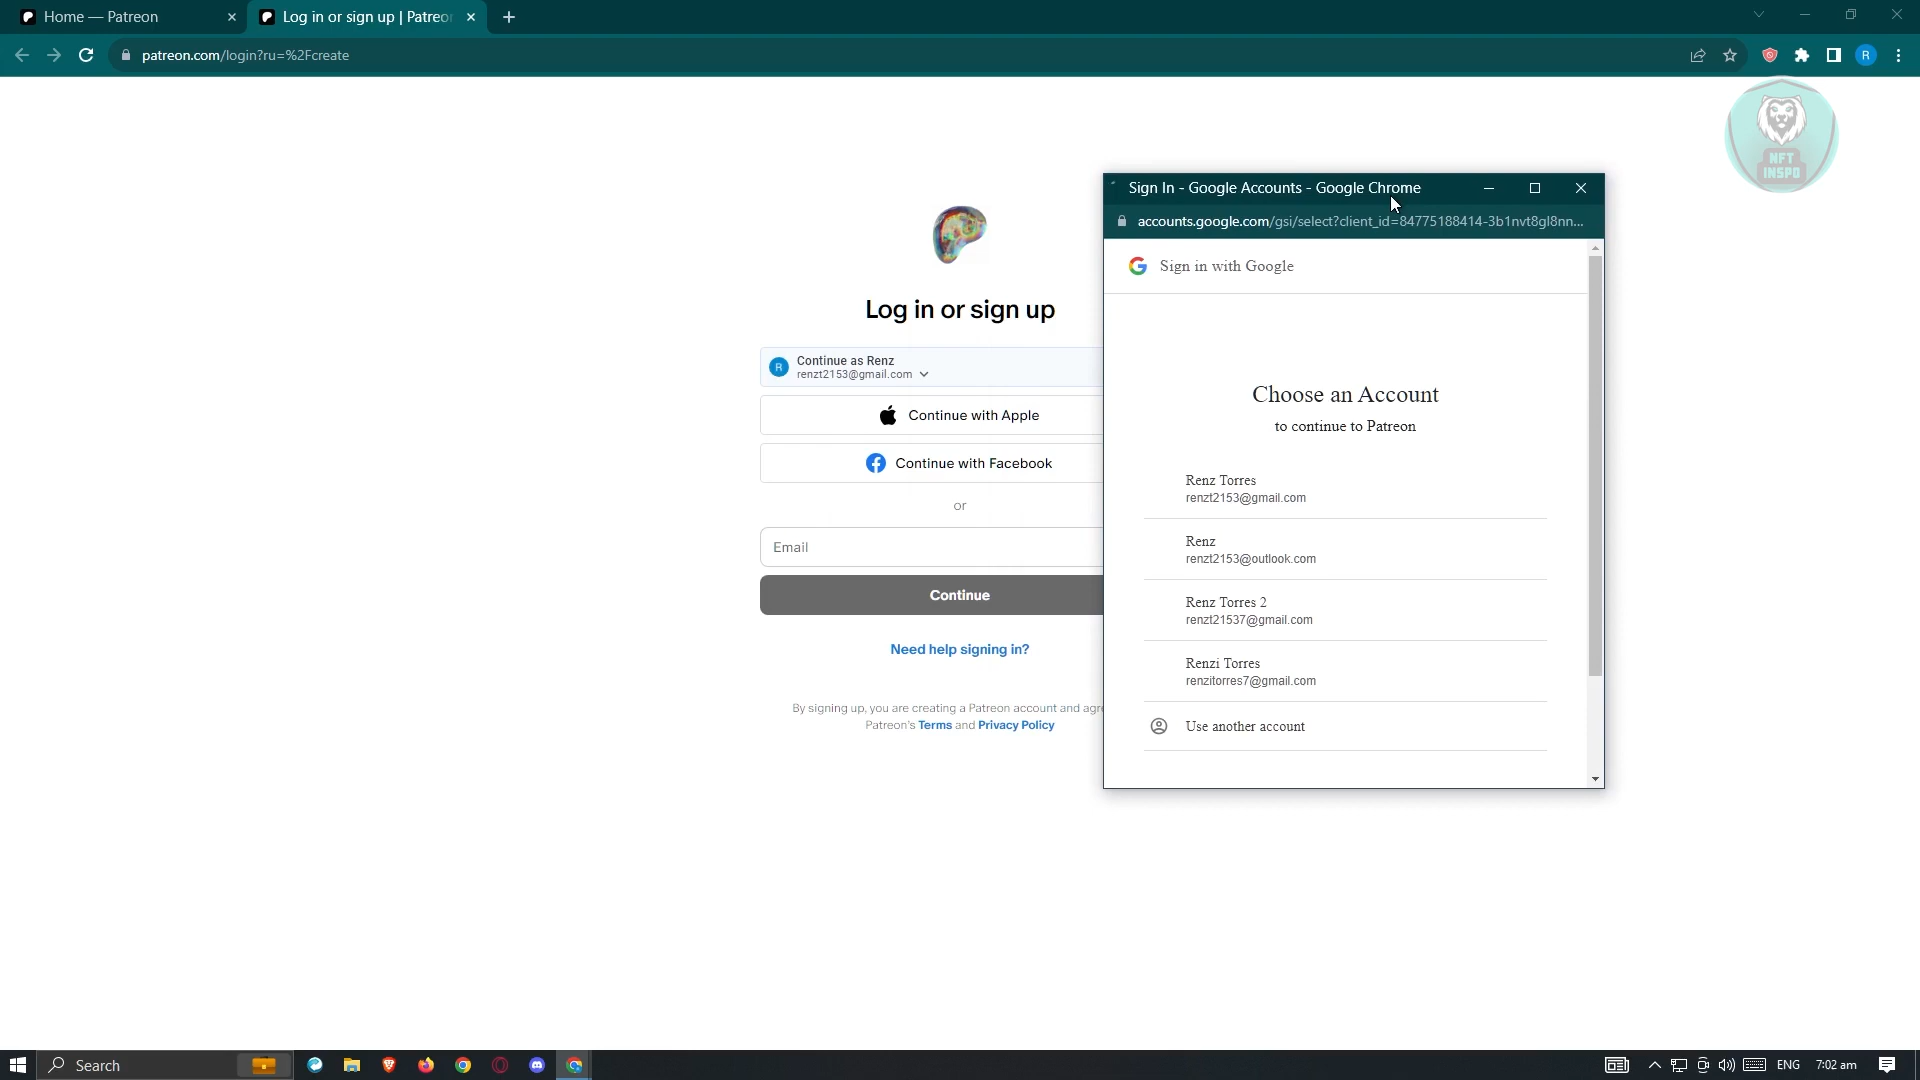 Home — Patreon
Log in or sign up | Patreon
patreon.com/login?ru=%2Fcreate
R
NFT
INSPO
Sign In - Google Accounts - Google Chrome
accounts.google.com/gsi/select?client_id=84775188414-3b1nvt8gl8nn...
Sign in with Google
Log in or sign up
R
Continue as Renz
renzt2153@gmail.com
Continue with Apple
Continue with Facebook
or
Email
Continue
Need help signing in?
By signing up, you are creating a Patreon account and agre
Patreon's Terms and Privacy Policy
Choose an Account
to continue to Patreon
Renz Torres
renzt2153@gmail.com
Renz
renzt2153@outlook.com
Renz Torres 2
renzt21537@gmail.com
Renzi Torres
renzitorres7@gmail.com
Use another account
Search
ENG
7:02 am